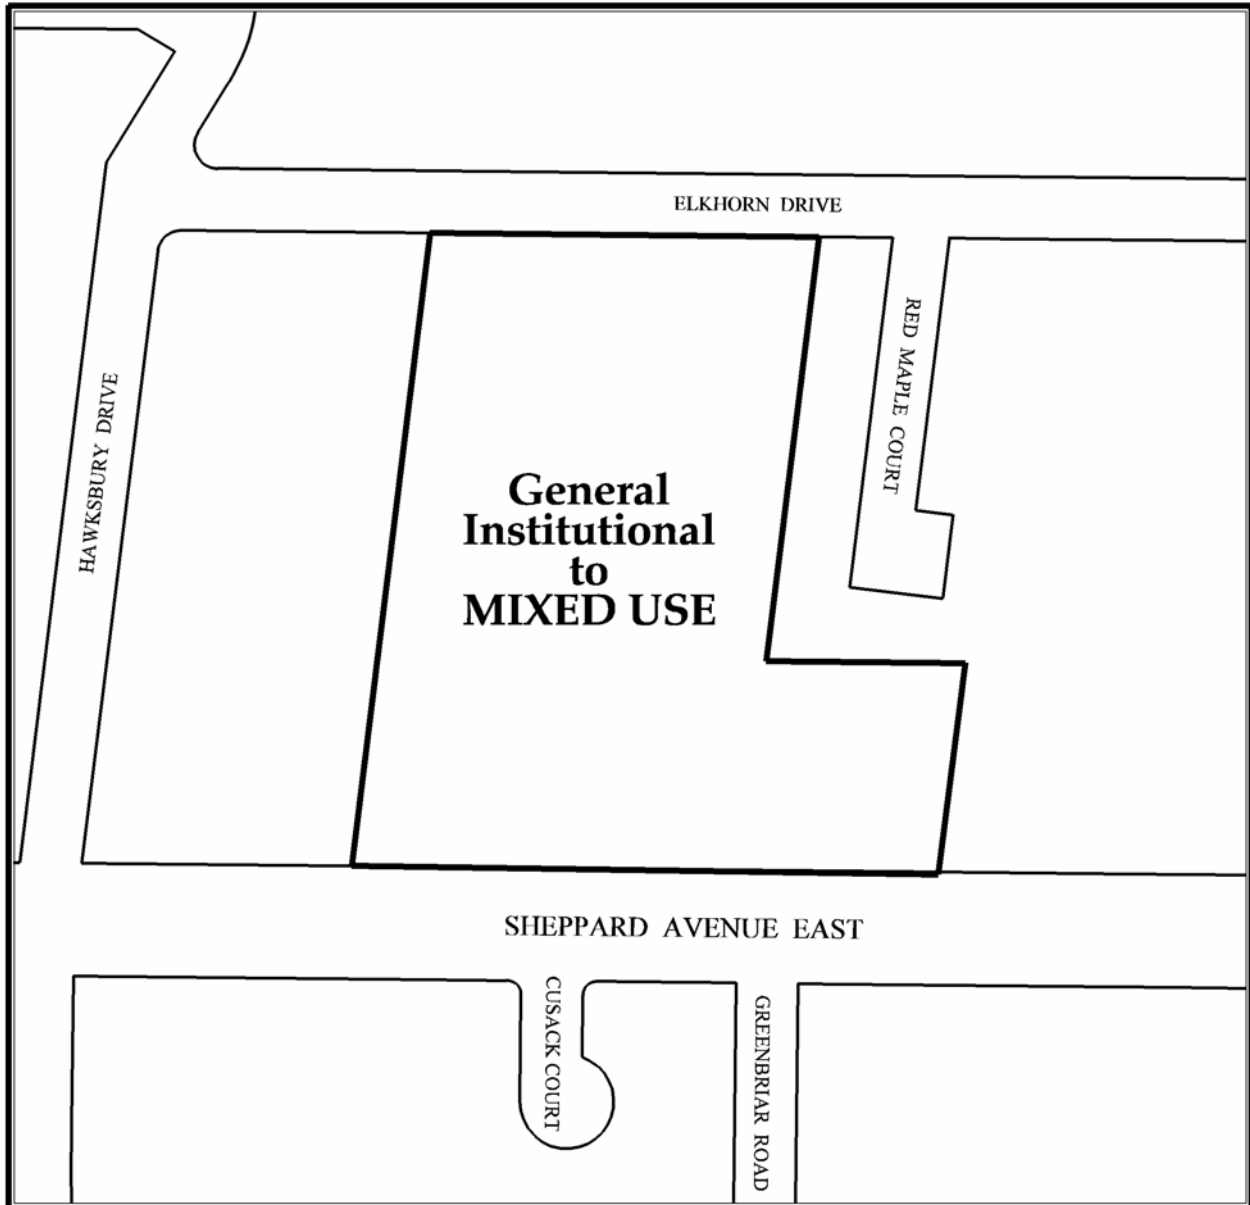 ELKHORN DRIVE
RED MAPLE COURT
HAWKSBURY DRIVE
General
Institutional
to
MIXED USE
SHEPPARD AVENUE EAST
CUSACK COURT
GREENBRIAR ROAD